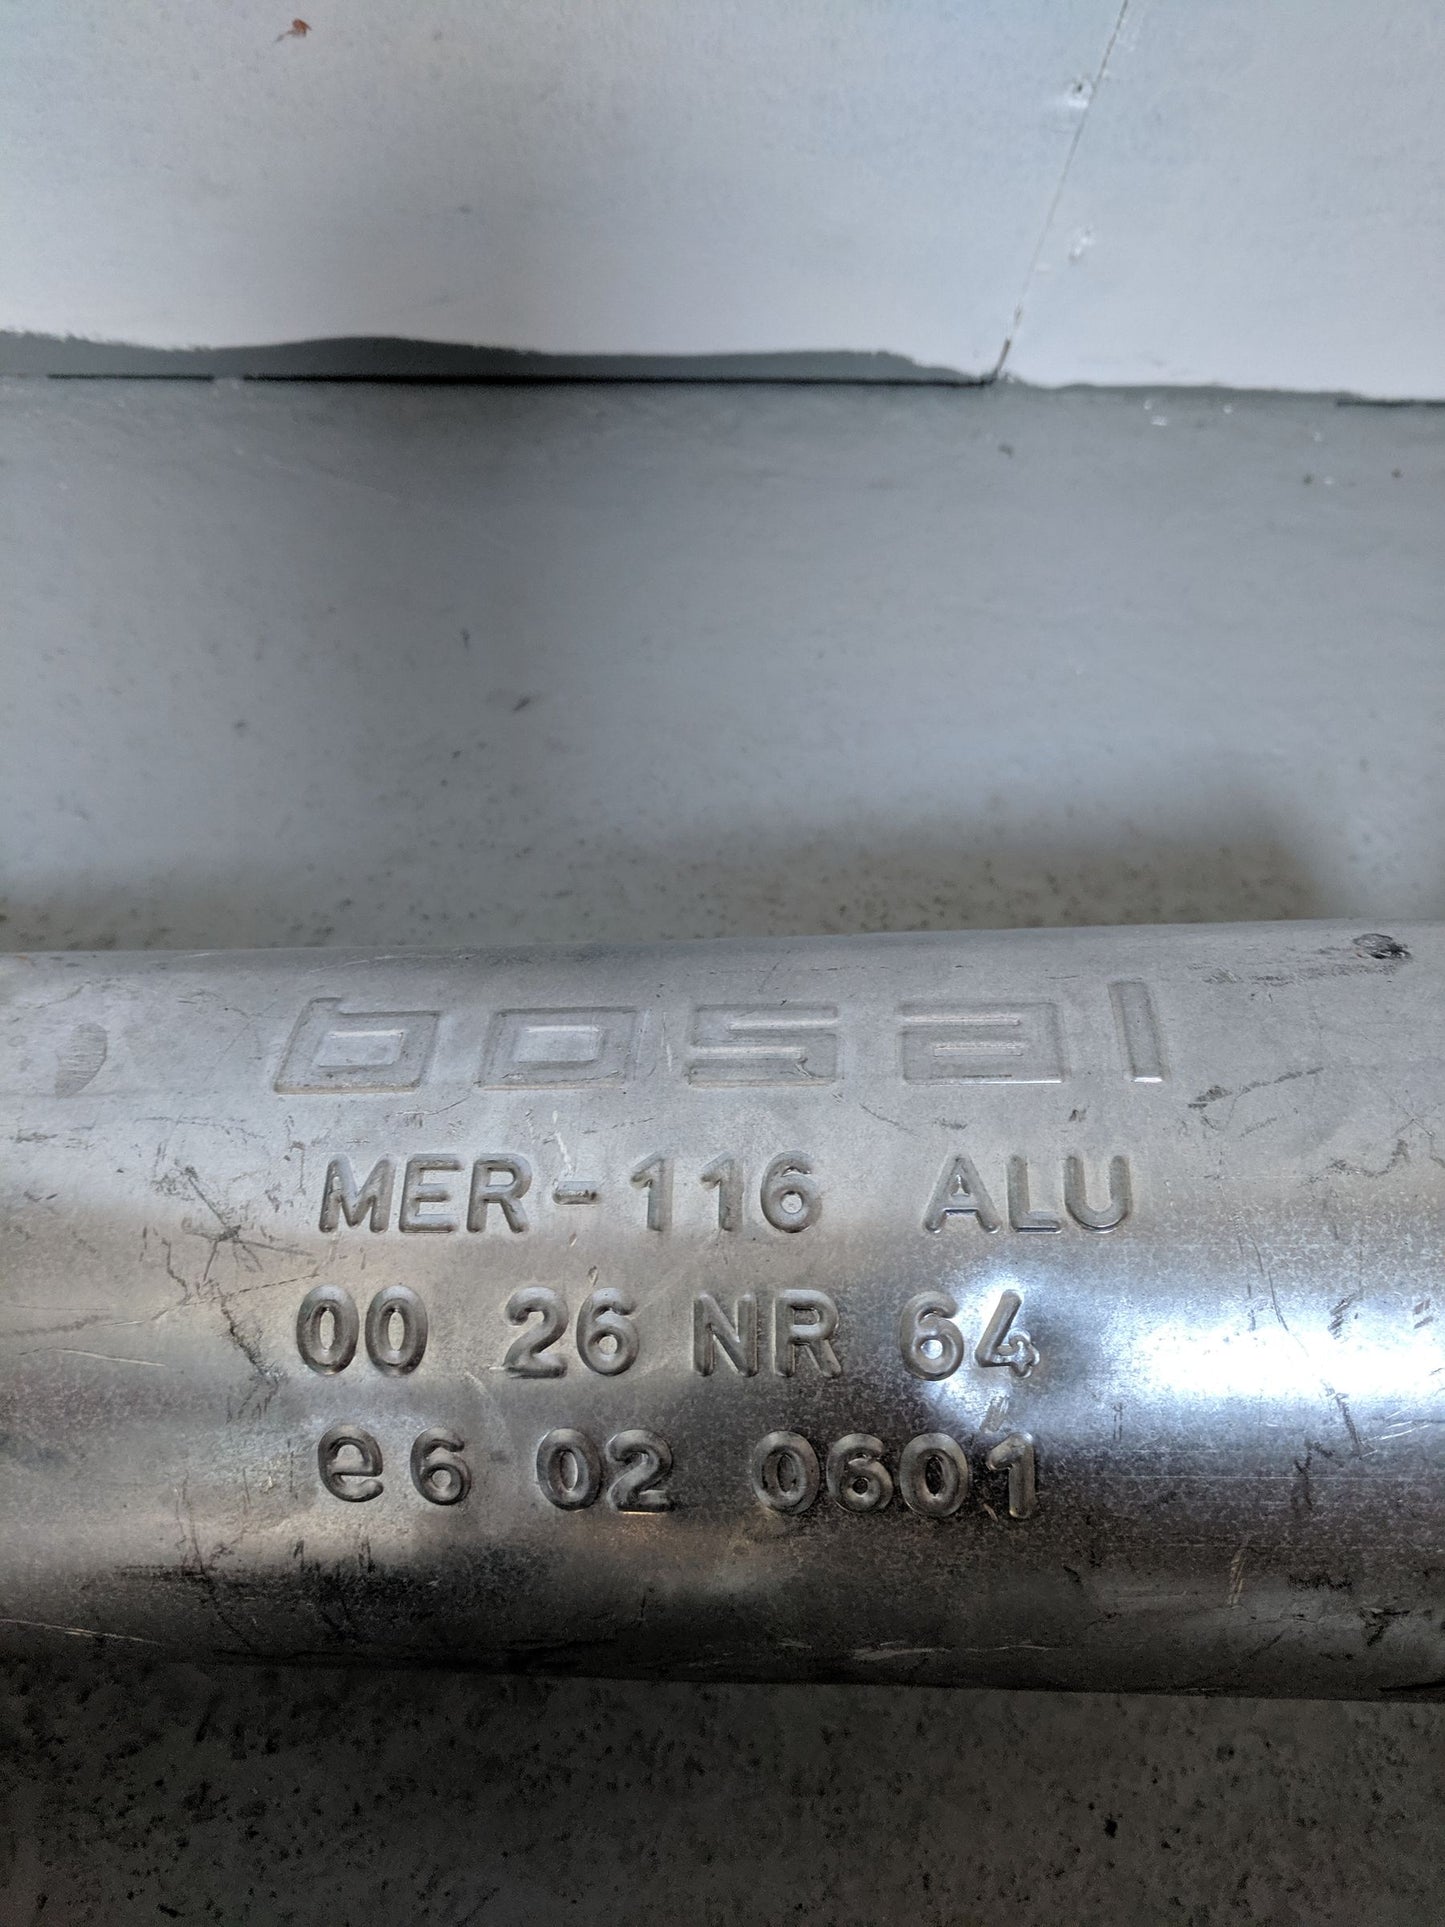 bosal
MER-116 ALU
00 26 NR 64
e6 02 0601